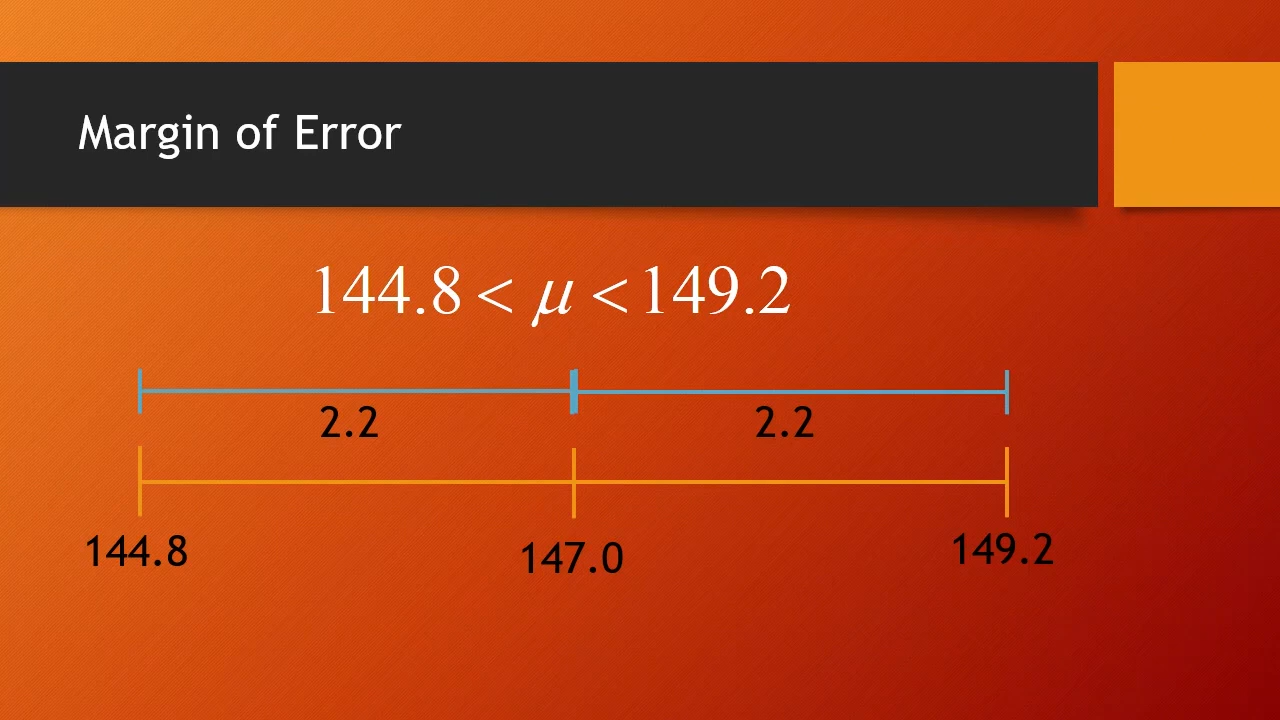 Margin of Error
144.8 < μ < 149.2
2.2 2.2
144.8 147.0 149.2